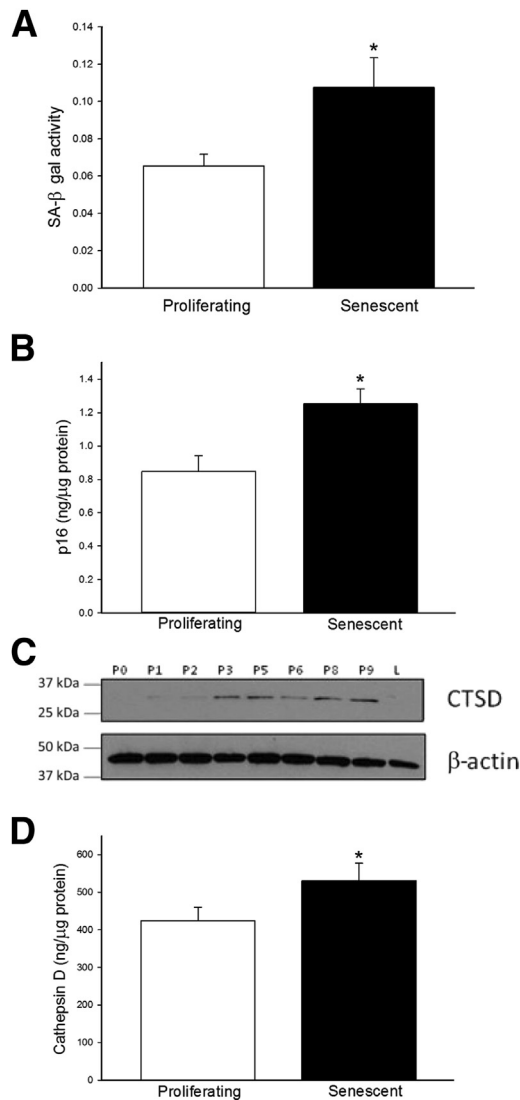 A
0.14
0.12
0.10
0.08
0.06
0.04
0.02
0.00
SA-β gal activity
*
Proliferating Senescent
B
1.4
1.2
1.0
0.8
0.6
0.4
0.2
0.0
p16 (ng/µg protein)
*
Proliferating Senescent
C
P0 P1 P2 P3 P5 P6 P8 P9 L
37 kDa
25 kDa
CTSD
50 kDa
37 kDa
β-actin
D
600
500
400
300
200
100
0
Cathepsin D (ng/µg protein)
*
Proliferating Senescent